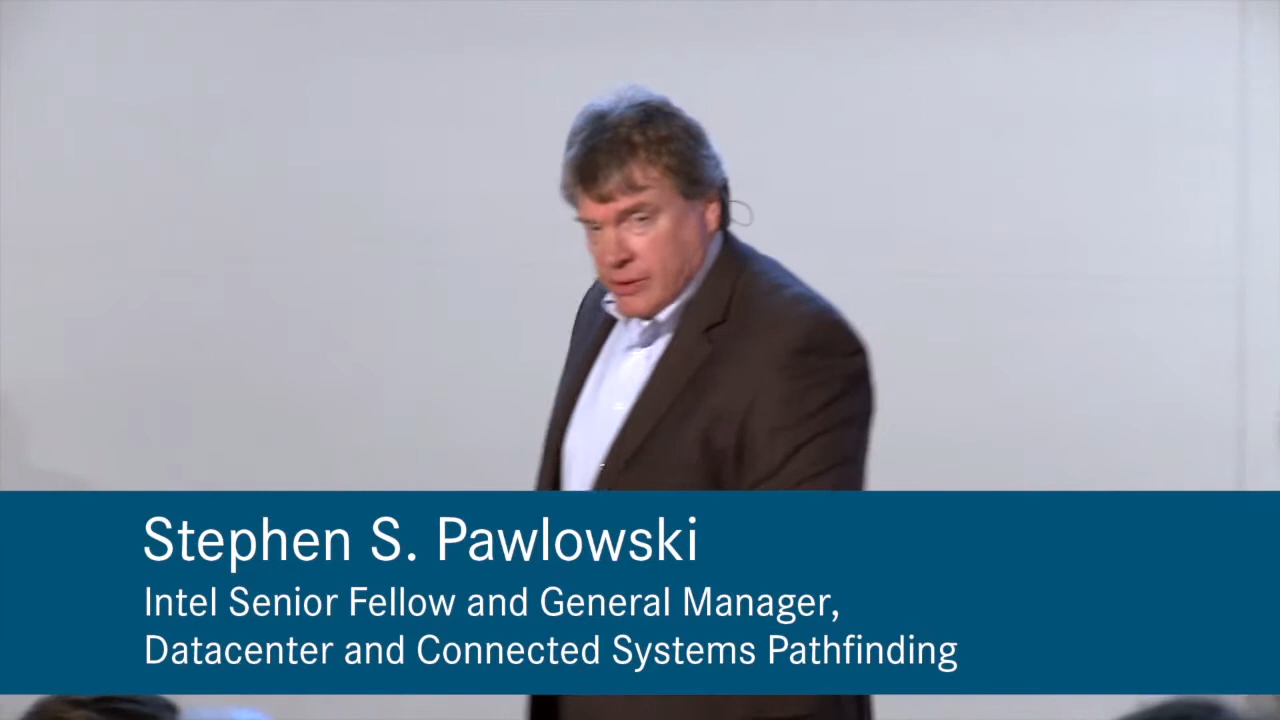 Stephen S. Pawlowski
Intel Senior Fellow and General Manager,
Datacenter and Connected Systems Pathfinding